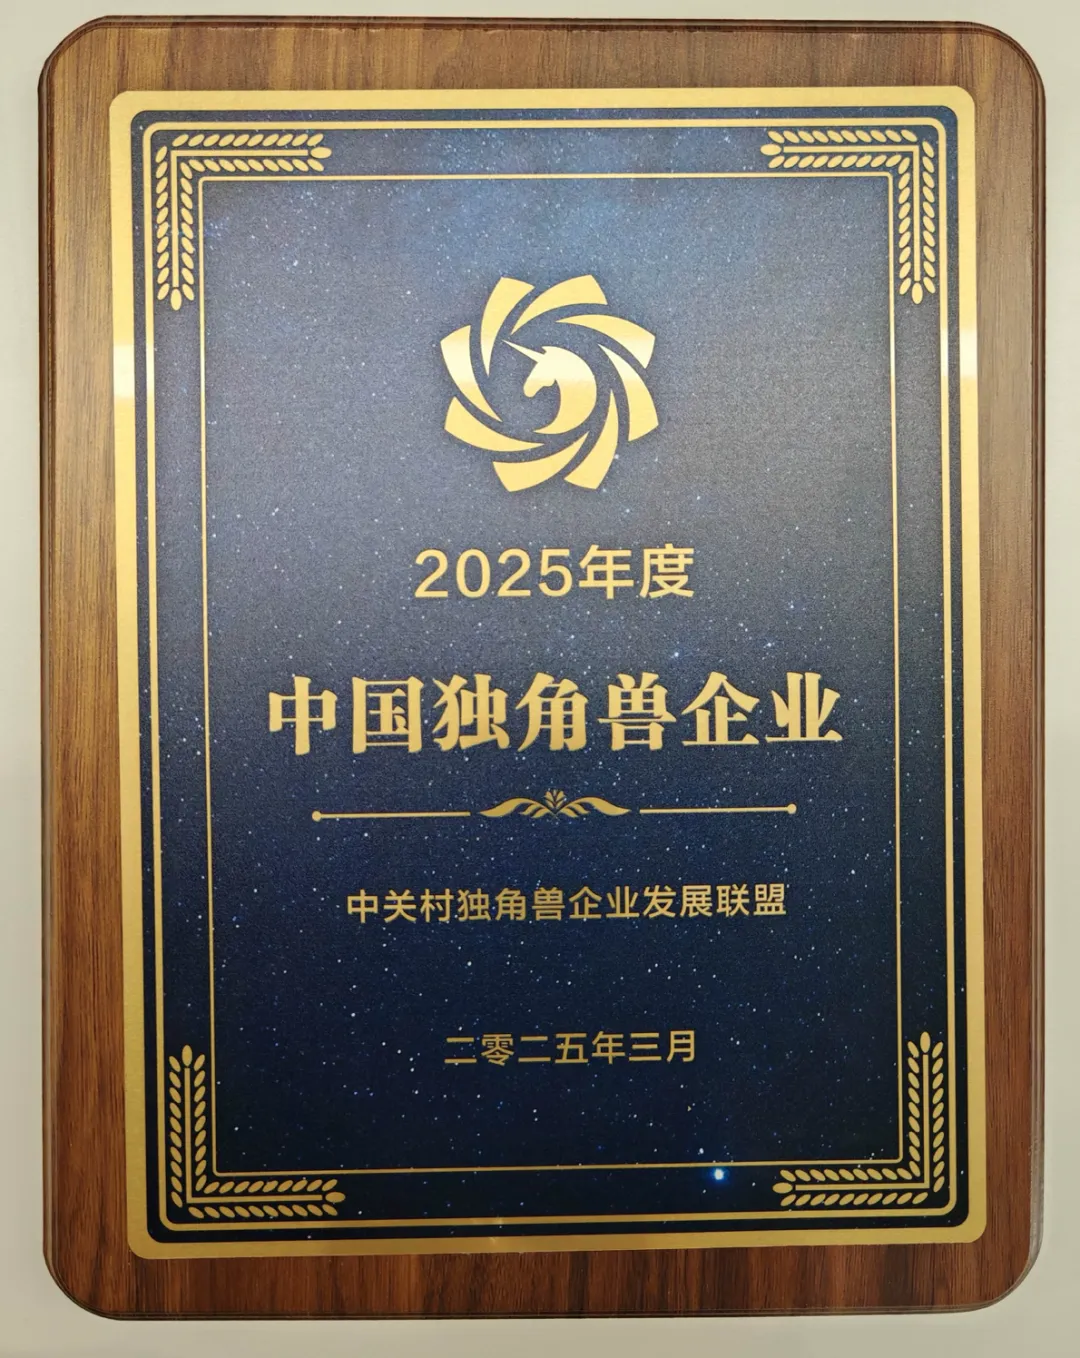 2025年度
中国独角兽企业
中关村独角兽企业发展联盟
二零二五年三月